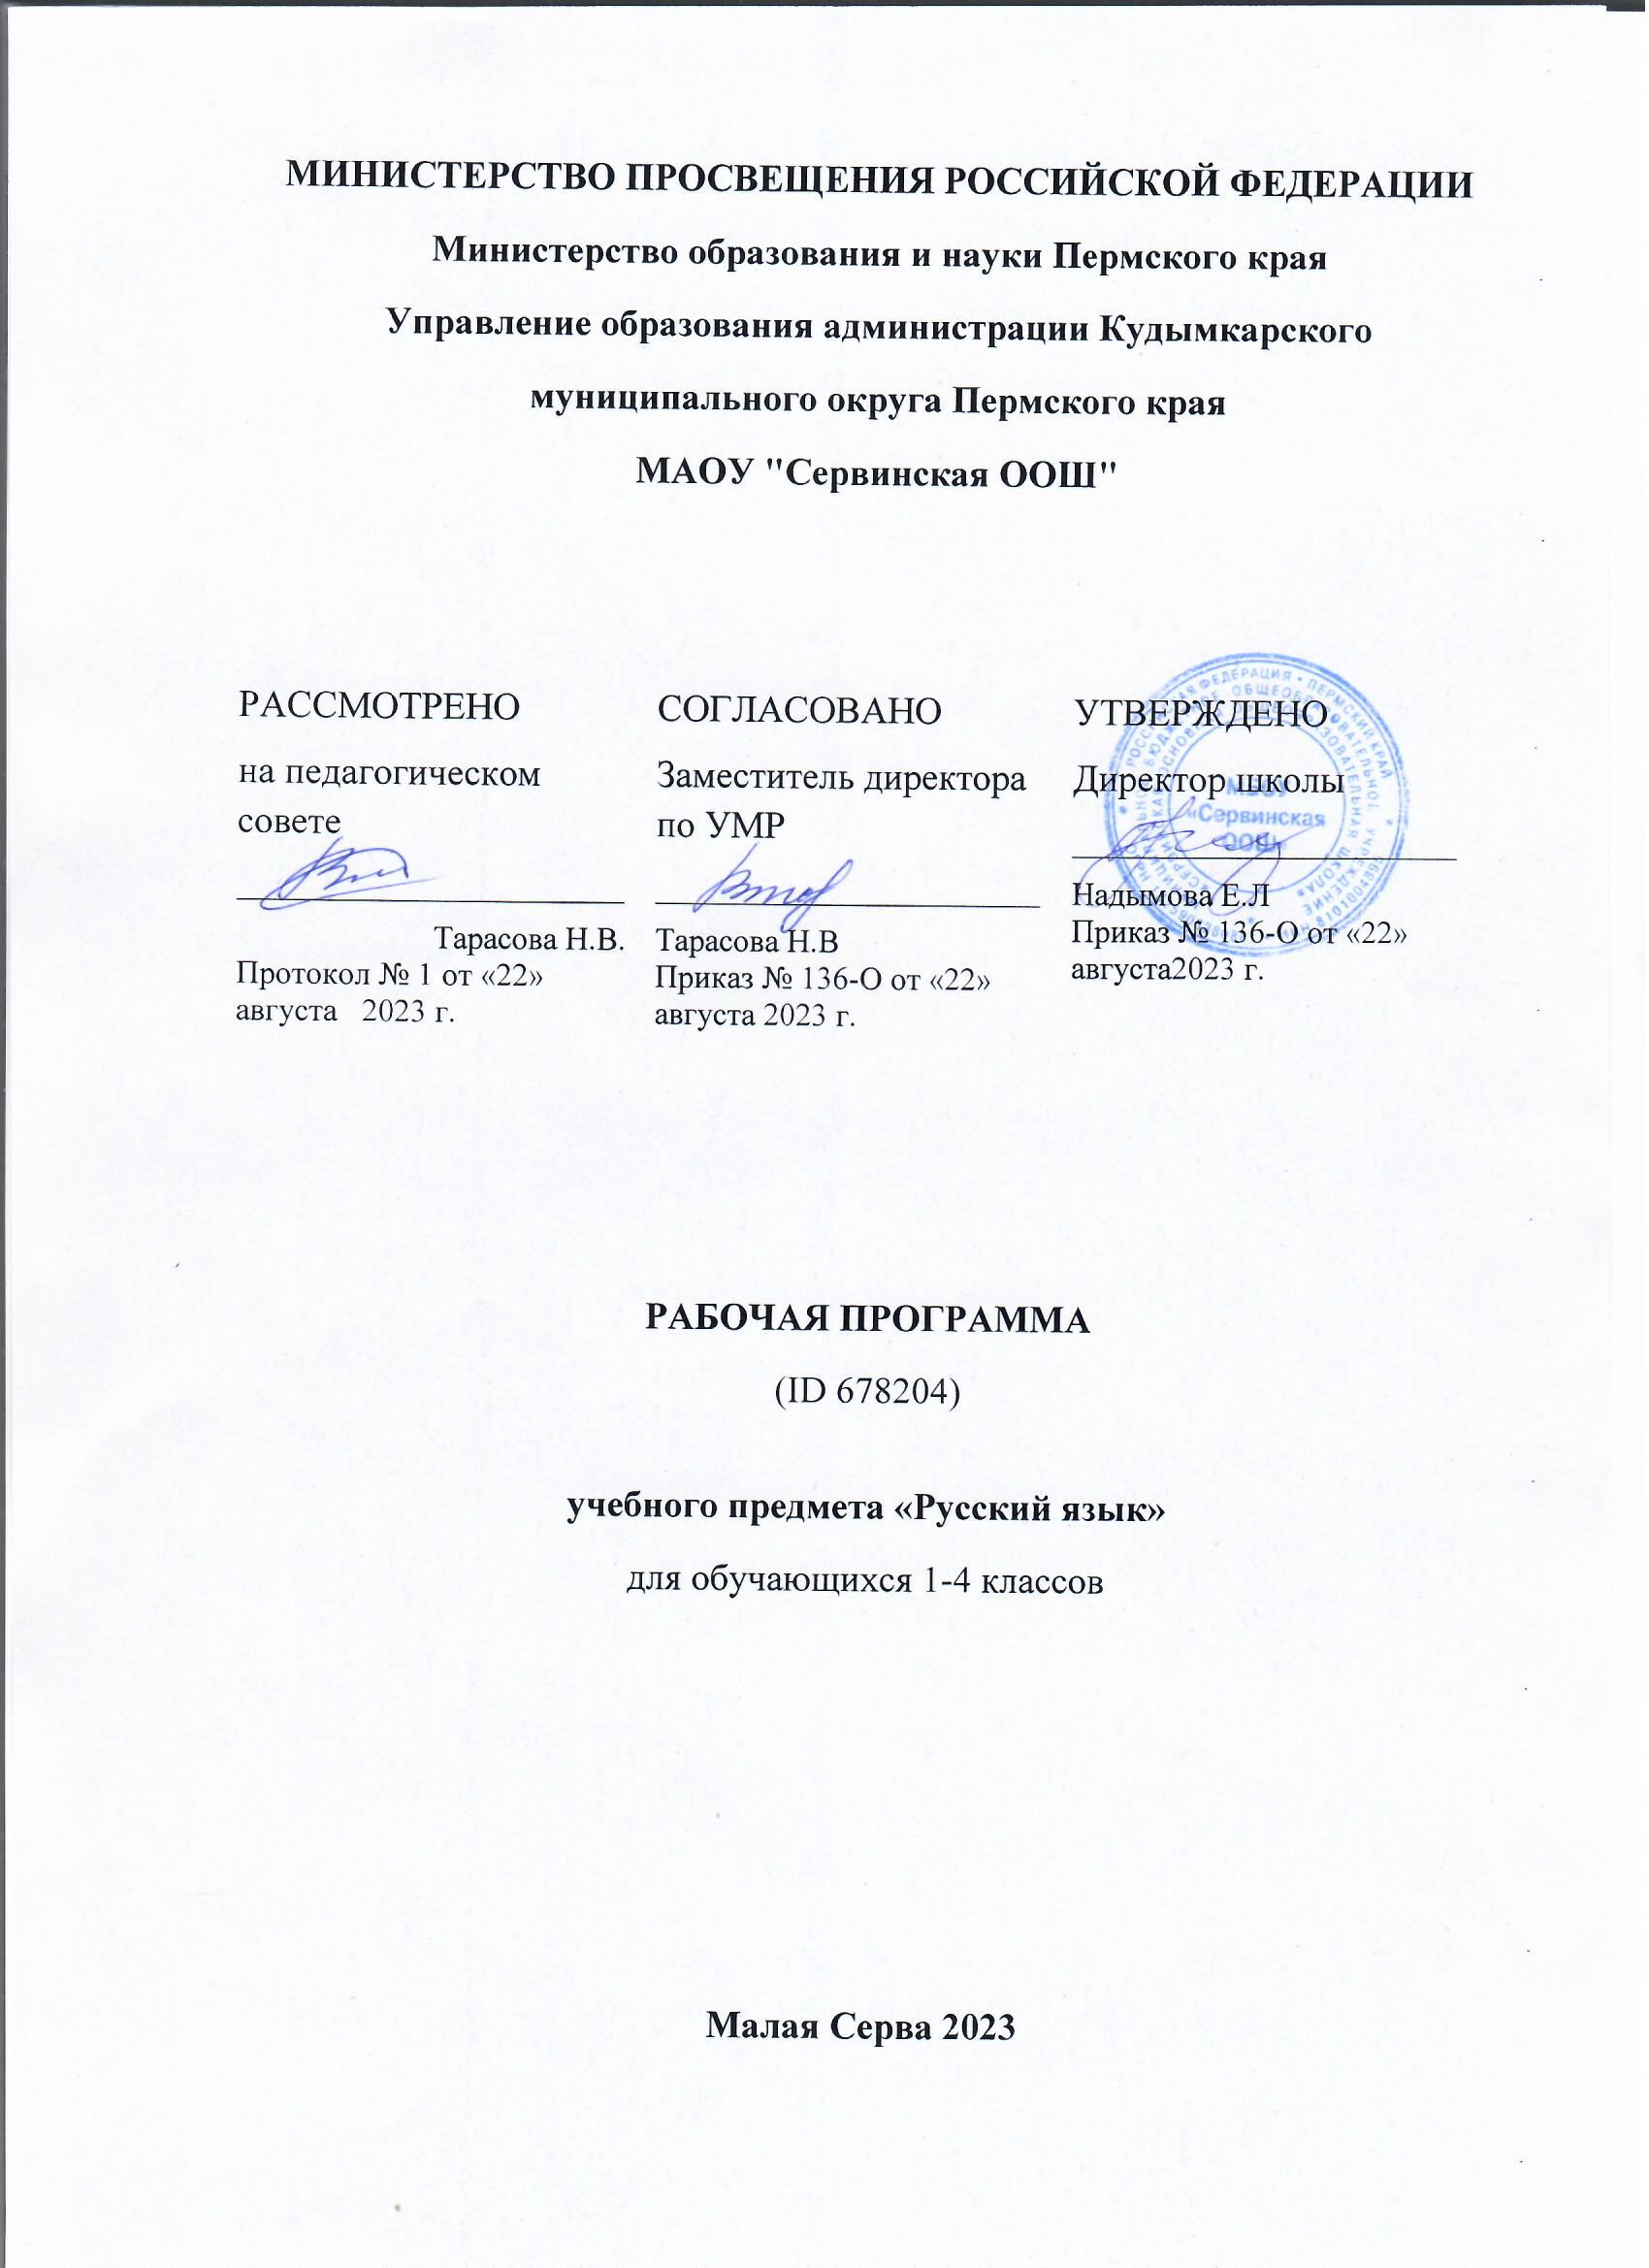 МИНИСТЕРСТВО ПРОСВЕЩЕНИЯ РОССИЙСКОЙ ФЕДЕРАЦИИ
Министерство образования и науки Пермского края
Управление образования администрации Кудымкарского
муниципального округа Пермского края
МАОУ "Сервинская ООШ"
РАССМОТРЕНО
на педагогическом
совете
Тарасова Н.В.
Протокол № 1 от «22»
августа 2023 г.
СОГЛАСОВАНО
Заместитель директора
по УМР
Тарасова Н.В
Приказ № 136-О от «22»
августа 2023 г.
УТВЕРЖДЕНО
Директор школы
Надымова Е.Л
Приказ № 136-О от «22»
августа2023 г.
«Сервинская
ООШ»
РАБОЧАЯ ПРОГРАММА
(ID 678204)
учебного предмета «Русский язык»
для обучающихся 1-4 классов
Малая Серва 2023